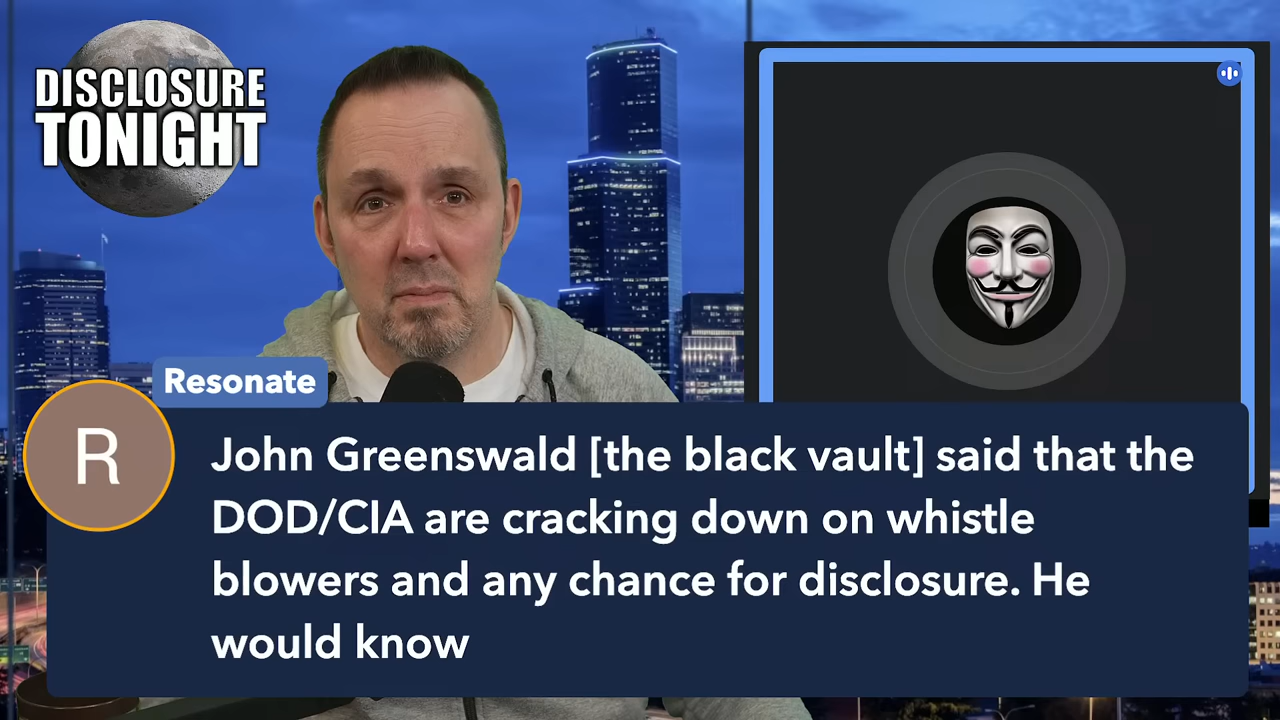 DISCLOSURE
TONIGHT
Resonate
R
John Greenswald [the black vault] said that the
DOD/CIA are cracking down on whistle
blowers and any chance for disclosure. He
would know